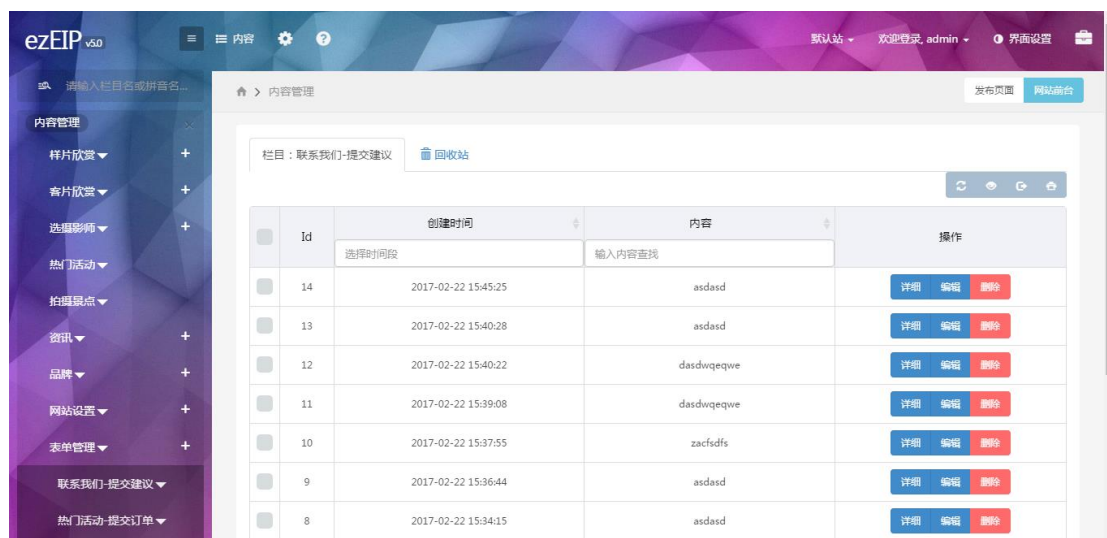 ezEIP v5.0
内容
默认站
欢迎登录, admin
界面设置
请输入栏目名或拼音名...
内容管理
样片欣赏
客片欣赏
选摄影师
热门活动
拍摄景点
资讯
品牌
网站设置
表单管理
联系我们-提交建议
热门活动-提交订单
内容管理
发布页面
网站前台
栏目：联系我们-提交建议
回收站
Id 创建时间 内容 操作
选择时间段 输入内容查找
14 2017-02-22 15:45:25 asdasd 详细 编辑 删除
13 2017-02-22 15:40:28 asdasd 详细 编辑 删除
12 2017-02-22 15:40:22 dasdwqeqwe 详细 编辑 删除
11 2017-02-22 15:39:08 dasdwqeqwe 详细 编辑 删除
10 2017-02-22 15:37:55 zacfsdfs 详细 编辑 删除
9 2017-02-22 15:36:44 asdasd 详细 编辑 删除
8 2017-02-22 15:34:15 asdasd 详细 编辑 删除